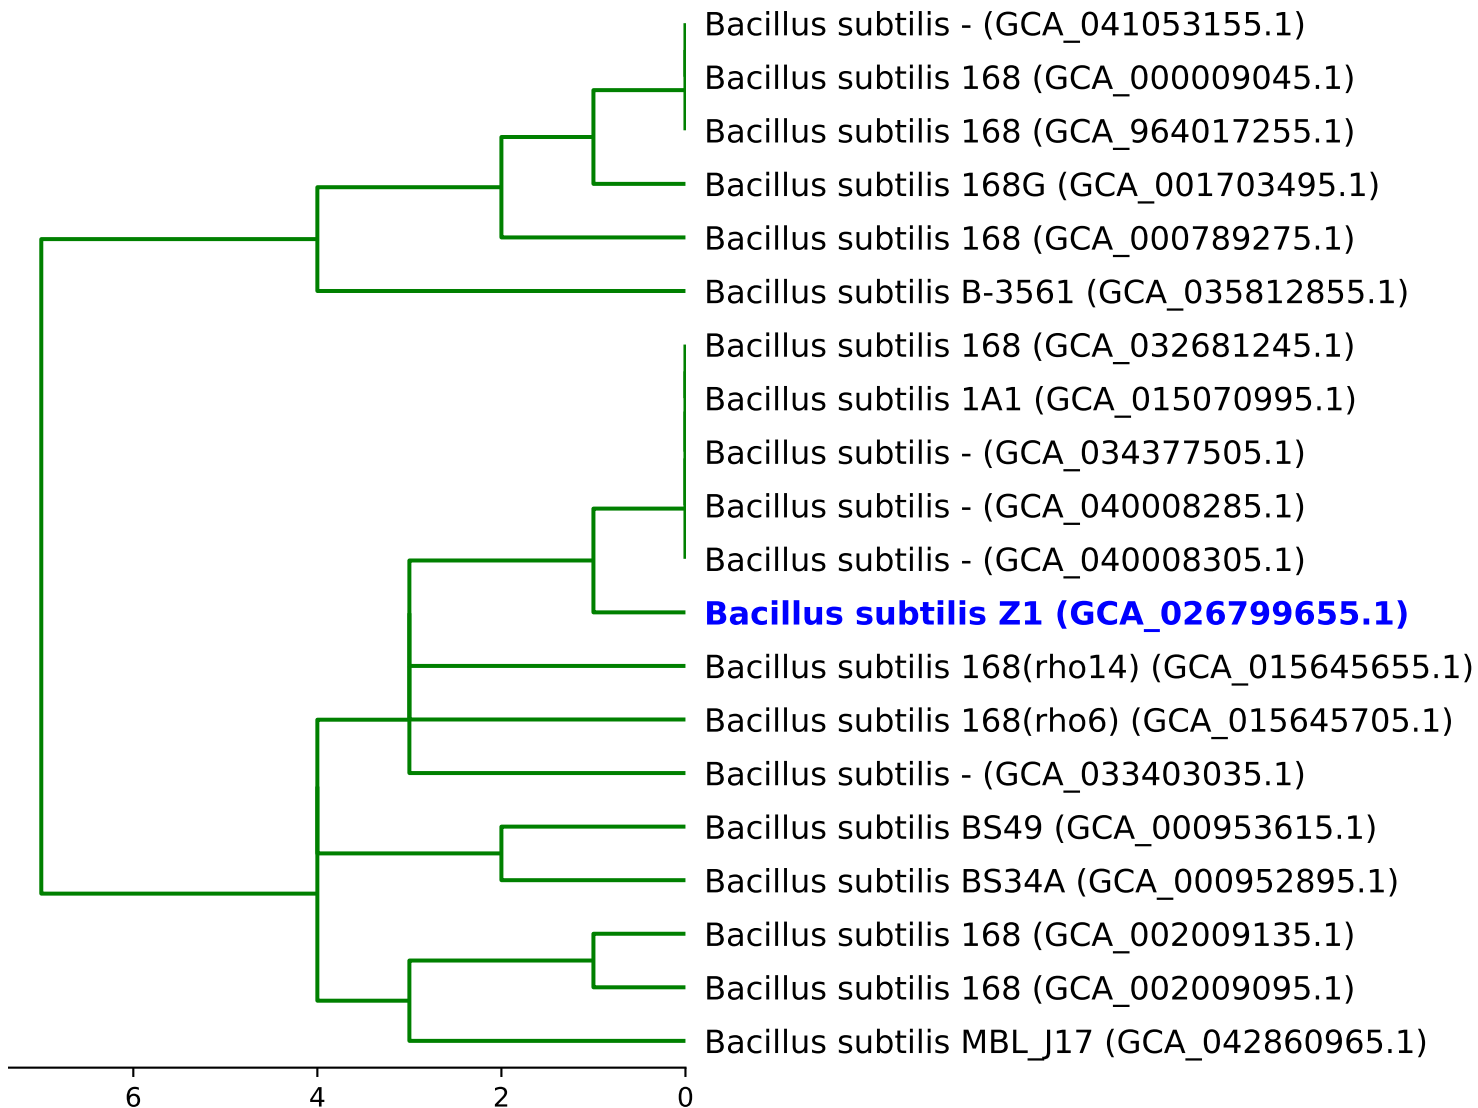 Bacillus subtilis - (GCA_041053155.1)
Bacillus subtilis 168 (GCA_000009045.1)
Bacillus subtilis 168 (GCA_964017255.1)
Bacillus subtilis 168G (GCA_001703495.1)
Bacillus subtilis 168 (GCA_000789275.1)
Bacillus subtilis B-3561 (GCA_035812855.1)
Bacillus subtilis 168 (GCA_032681245.1)
Bacillus subtilis 1A1 (GCA_015070995.1)
Bacillus subtilis - (GCA_034377505.1)
Bacillus subtilis - (GCA_040008285.1)
Bacillus subtilis - (GCA_040008305.1)
Bacillus subtilis Z1 (GCA_026799655.1)
Bacillus subtilis 168(rho14) (GCA_015645655.1)
Bacillus subtilis 168(rho6) (GCA_015645705.1)
Bacillus subtilis - (GCA_033403035.1)
Bacillus subtilis BS49 (GCA_000953615.1)
Bacillus subtilis BS34A (GCA_000952895.1)
Bacillus subtilis 168 (GCA_002009135.1)
Bacillus subtilis 168 (GCA_002009095.1)
Bacillus subtilis MBL_J17 (GCA_042860965.1)
6 4 2 0